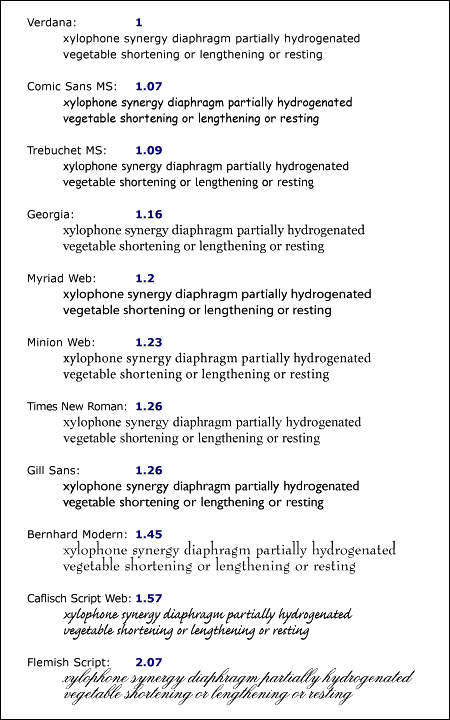 Verdana: 1
xylophone synergy diaphragm partially hydrogenated
vegetable shortening or lengthening or resting
Comic Sans MS: 1.07
xylophone synergy diaphragm partially hydrogenated
vegetable shortening or lengthening or resting
Trebuchet MS: 1.09
xylophone synergy diaphragm partially hydrogenated
vegetable shortening or lengthening or resting
Georgia: 1.16
xylophone synergy diaphragm partially hydrogenated
vegetable shortening or lengthening or resting
Myriad Web: 1.2
xylophone synergy diaphragm partially hydrogenated
vegetable shortening or lengthening or resting
Minion Web: 1.23
xylophone synergy diaphragm partially hydrogenated
vegetable shortening or lengthening or resting
Times New Roman: 1.26
xylophone synergy diaphragm partially hydrogenated
vegetable shortening or lengthening or resting
Gill Sans: 1.26
xylophone synergy diaphragm partially hydrogenated
vegetable shortening or lengthening or resting
Bernhard Modern: 1.45
xylophone synergy diaphragm partially hydrogenated
vegetable shortening or lengthening or resting
Caflisch Script Web: 1.57
xylophone synergy diaphragm partially hydrogenated
vegetable shortening or lengthening or resting
Flemish Script: 2.07
xylophone synergy diaphragm partially hydrogenated
vegetable shortening or lengthening or resting